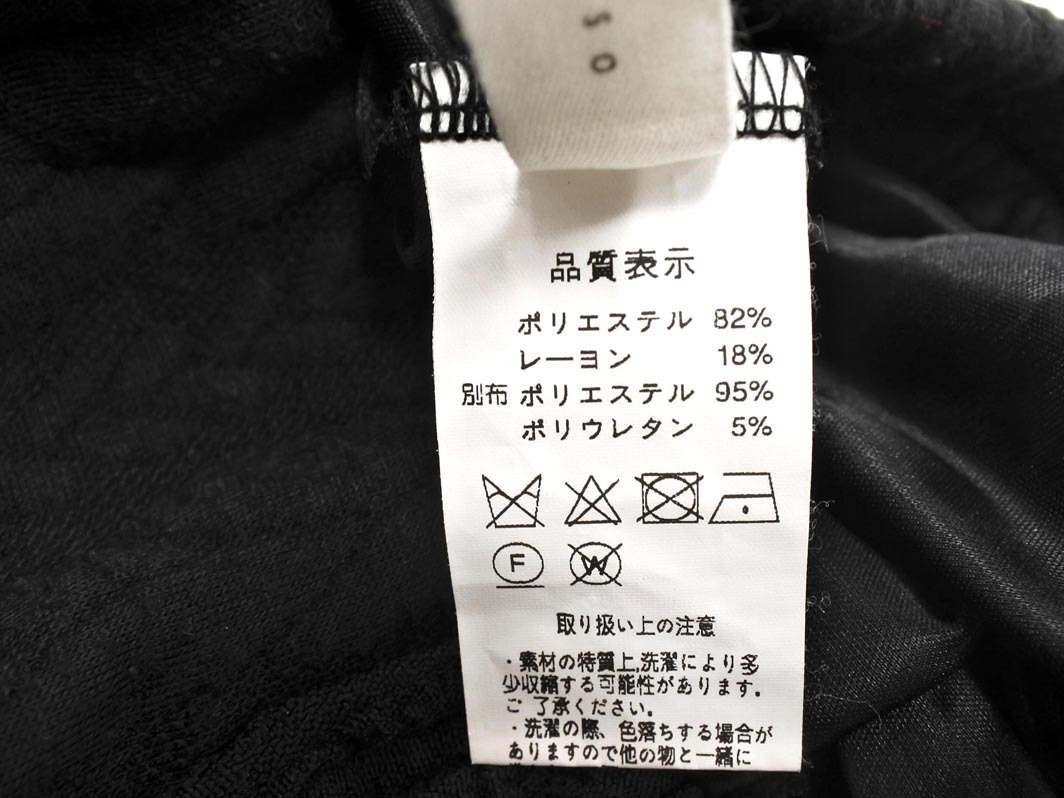 SO
品質表示
ポリエステル 82%
レーヨン 18%
別布 ポリエステル 95%
ポリウレタン 5%
F
W
取り扱い上の注意
・素材の特質上,洗濯により多
少収縮する可能性があります。
ご了承ください。
・洗濯の際、色落ちする場合が
ありますので他の物と一緒に